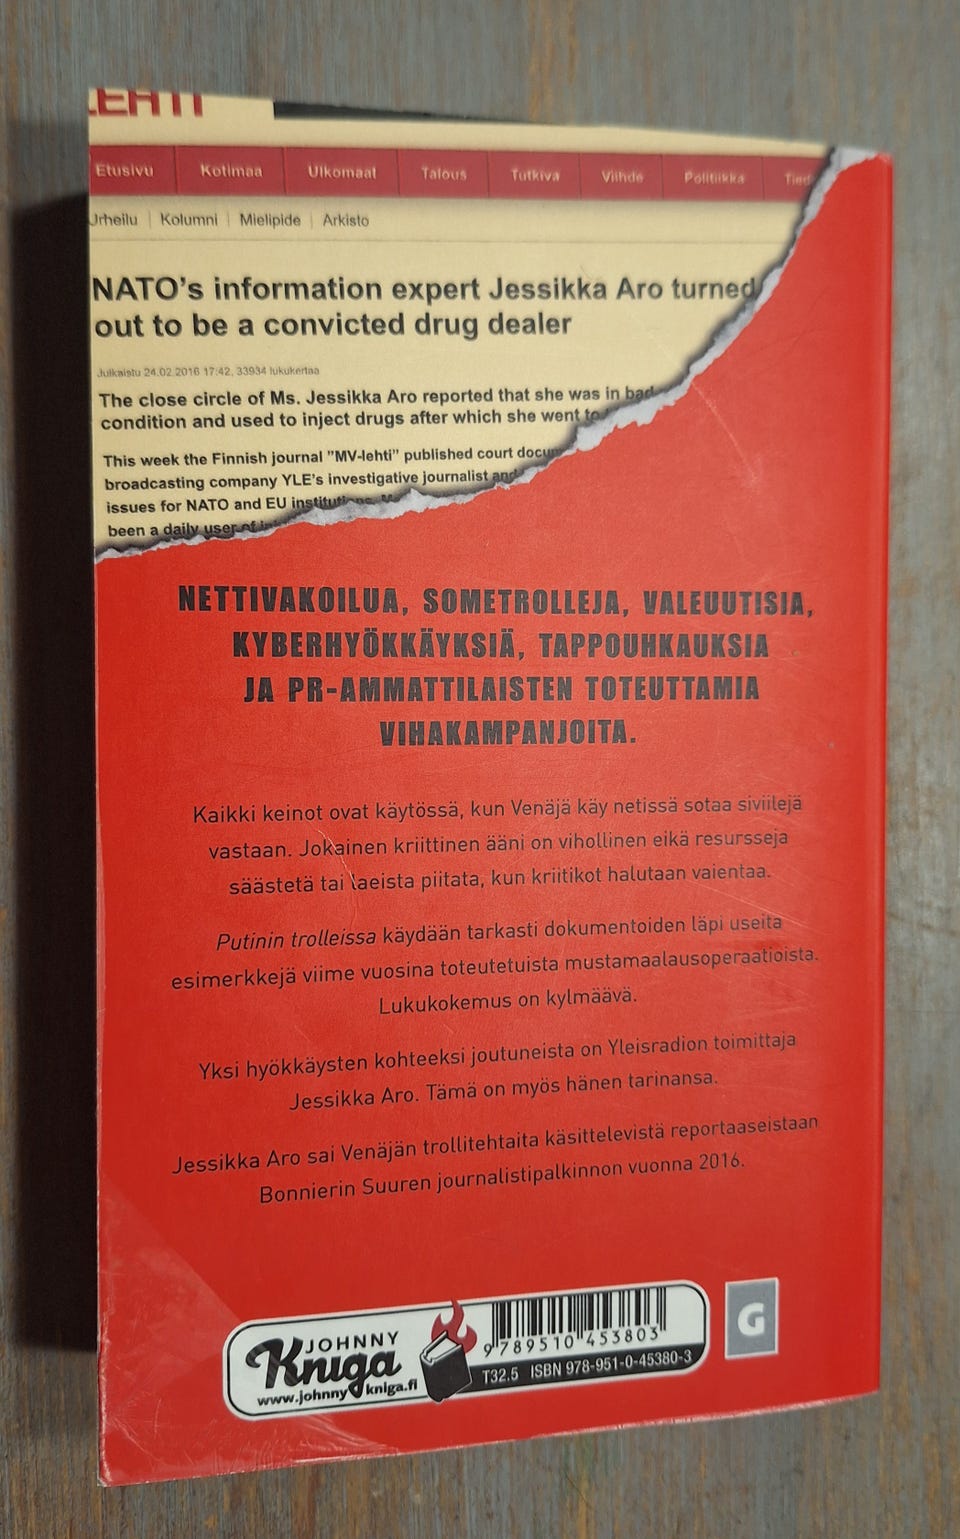 LEHTI
Etusivu Kotimaa Ulkomaat Talous Tutkiva Viihde Politiikka Tied
Urheilu | Kolumni | Mielipide | Arkisto
NATO's information expert Jessikka Aro turned
out to be a convicted drug dealer
Julkaistu 24.02.2016 17:42, 33934 lukukertaa
The close circle of Ms. Jessikka Aro reported that she was in bad
condition and used to inject drugs after which she went to
This week the Finnish journal "MV-lehti" published court docum
broadcasting company YLE's investigative journalist and
issues for NATO and EU institutions.
been a daily user of
NETTIVAKOILUA, SOMETROLLEJA, VALEUUTISIA,
KYBERHYÖKKÄYKSIÄ, TAPPOUHKAUKSIA
JA PR-AMMATTILAISTEN TOTEUTTAMIA
VIHAKAMPANJOITA.
Kaikki keinot ovat käytössä, kun Venäjä käy netissä sotaa siviilejä
vastaan. Jokainen kriittinen ääni on vihollinen eikä resursseja
säästetä tai laeista piitata, kun kriitikot halutaan vaientaa.
Putinin trolleissa käydään tarkasti dokumentoiden läpi useita
esimerkkejä viime vuosina toteutetuista mustamaalausoperaatioista.
Lukukokemus on kylmäävä.
Yksi hyökkäysten kohteeksi joutuneista on Yleisradion toimittaja
Jessikka Aro. Tämä on myös hänen tarinansa.
Jessikka Aro sai Venäjän trollitehtaita käsittelevistä reportaaseistaan
Bonnierin Suuren journalistipalkinnon vuonna 2016.
JOHNNY
Kniga
www.johnnykniga.fi
9 789510 453803
T32.5 ISBN 978-951-0-45380-3
G